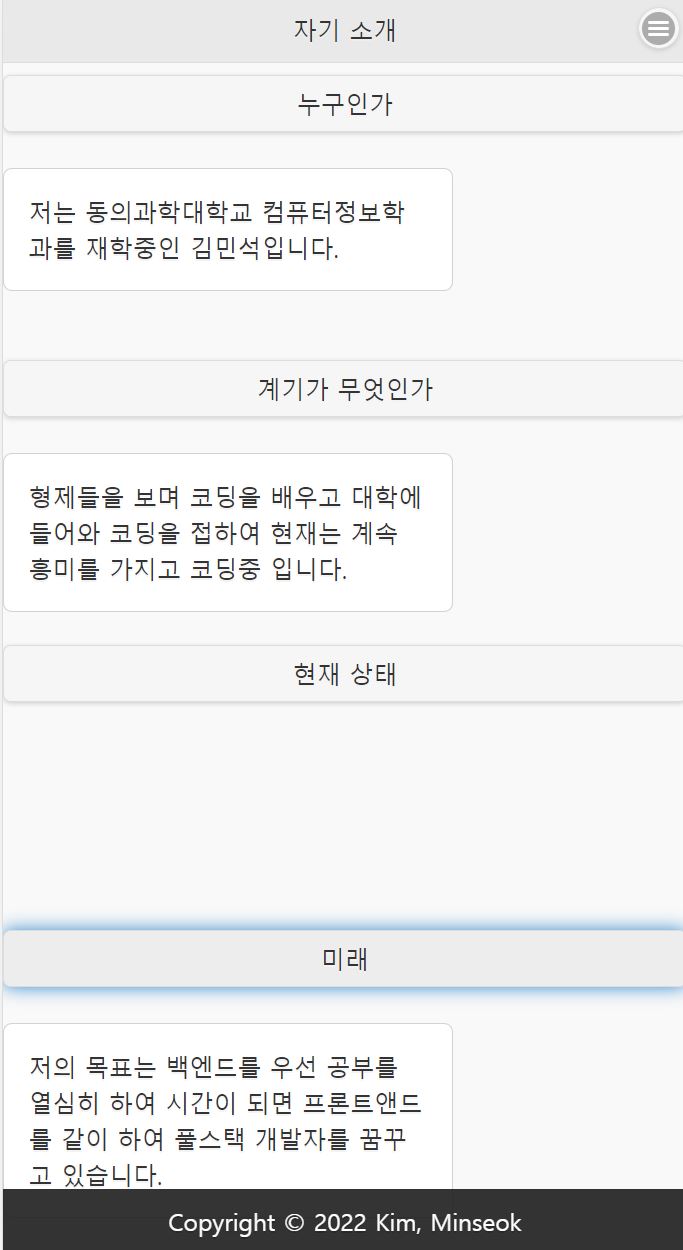 자기 소개
누구인가
저는 동의과학대학교 컴퓨터정보학
과를 재학중인 김민석입니다.
계기가 무엇인가
형제들을 보며 코딩을 배우고 대학에
들어와 코딩을 접하여 현재는 계속
흥미를 가지고 코딩중 입니다.
현재 상태
미래
저의 목표는 백엔드를 우선 공부를
열심히 하여 시간이 되면 프론트앤드
를 같이 하여 풀스택 개발자를 꿈꾸
고 있습니다.
Copyright © 2022 Kim, Minseok